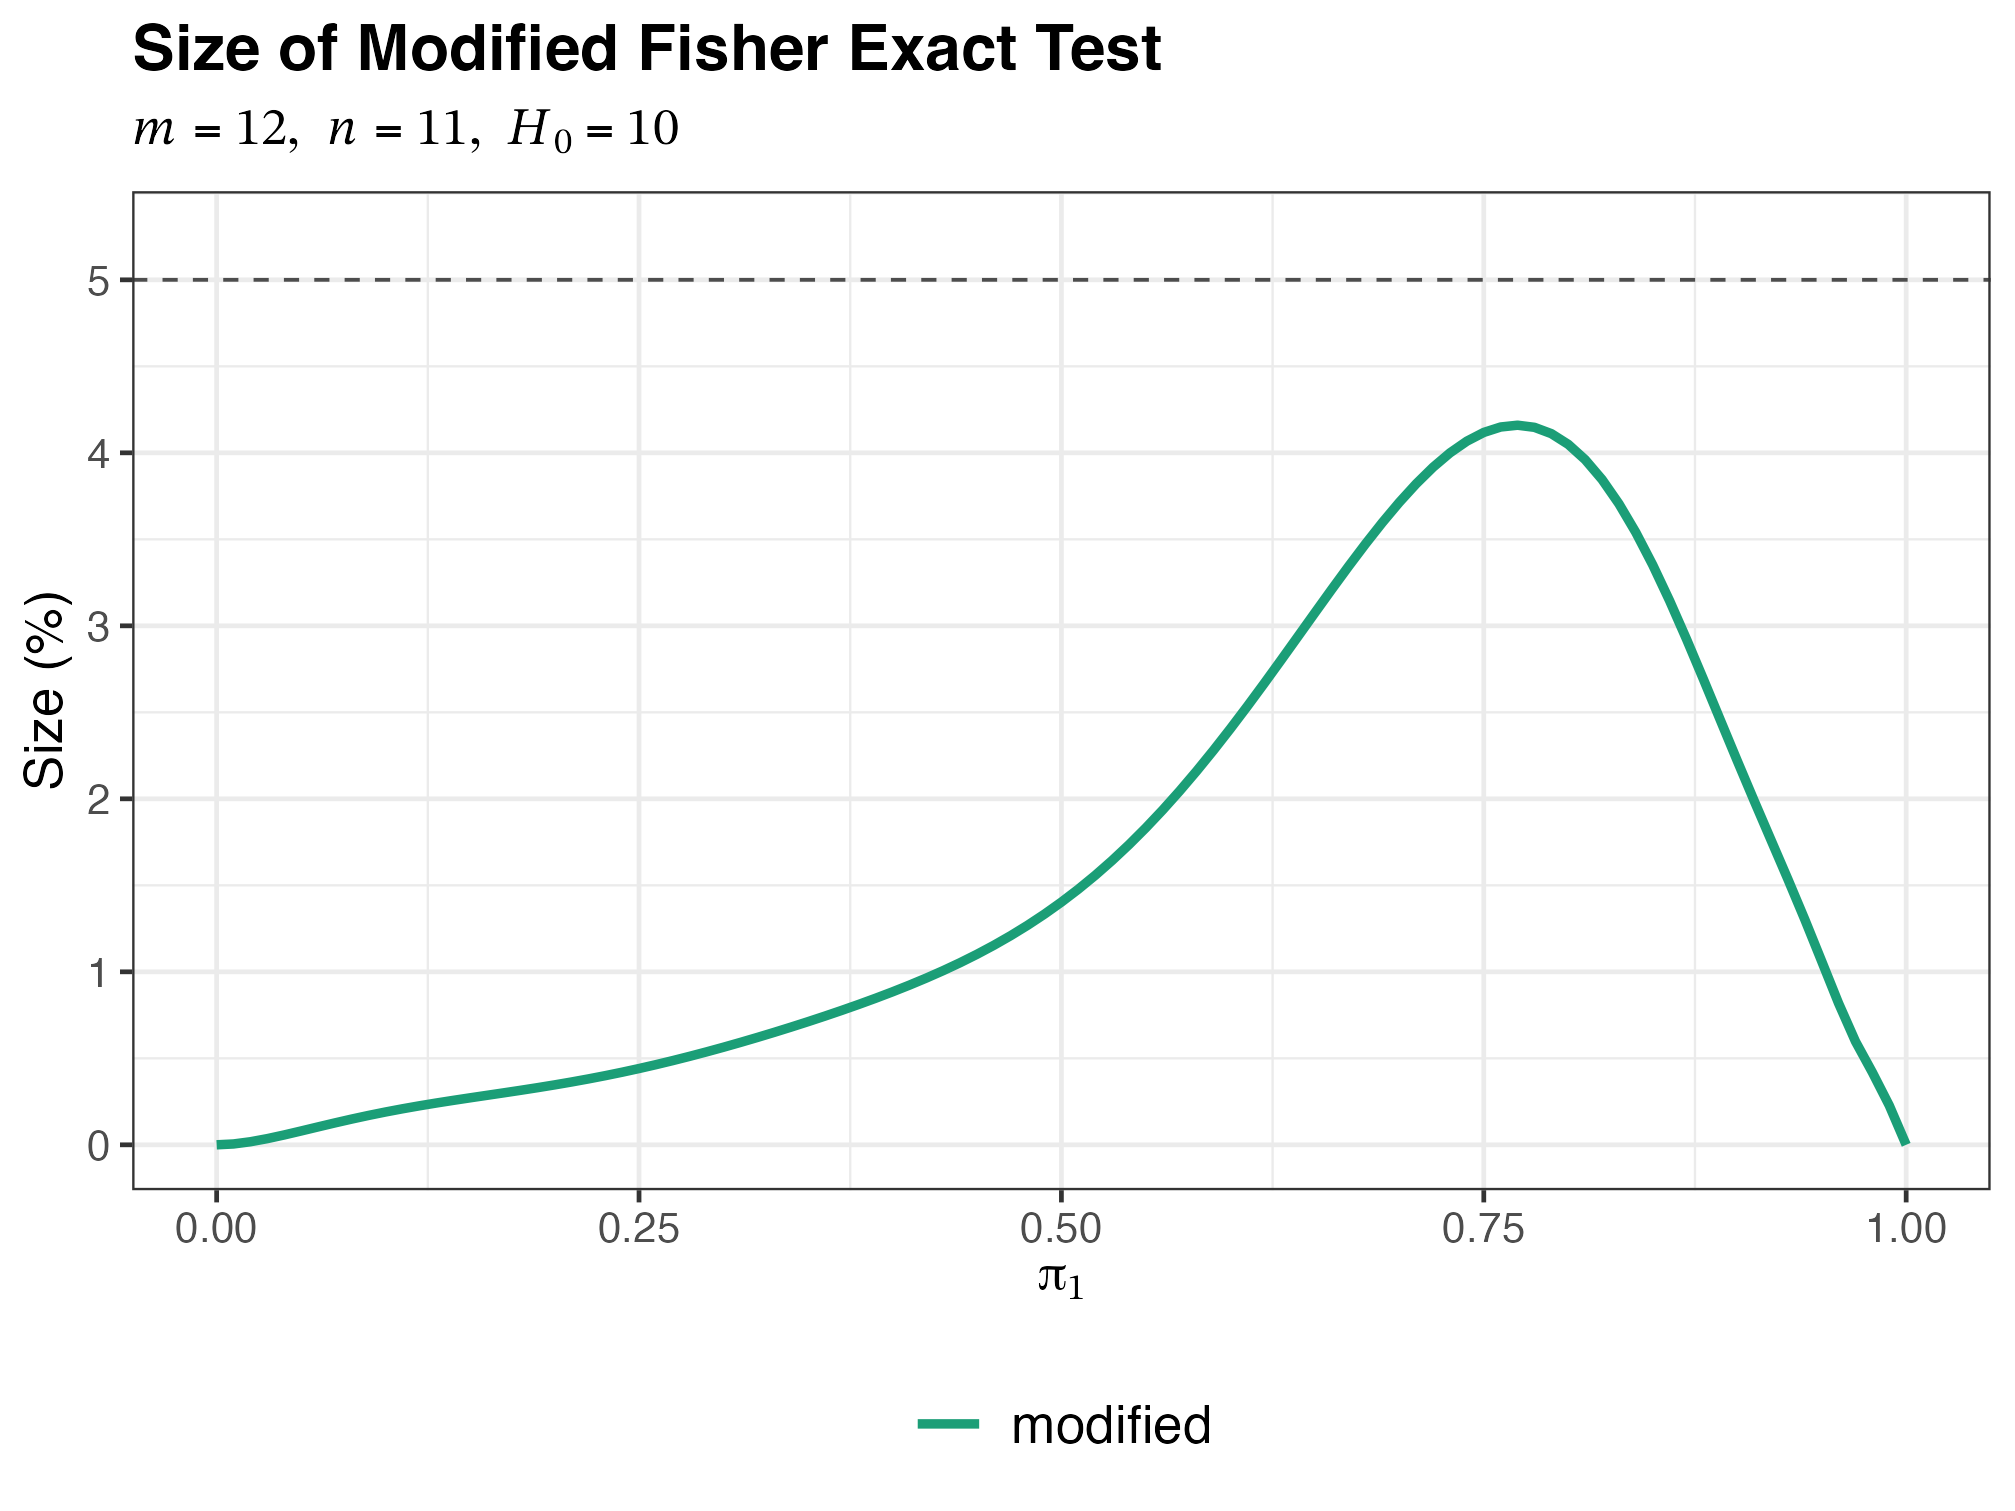 Size of Modified Fisher Exact Test
m = 12, n = 11, H₀ = 10
Size (%)
5
4
3
2
1
0
0.00 0.25 0.50 0.75 1.00
π₁
modified